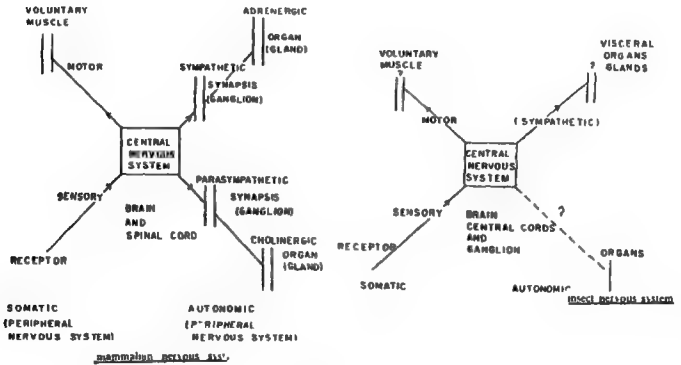 VOLUNTARY
MUSCLE
MOTOR
ADRENERGIC
ORGAN
(GLAND)
SYMPATHETIC
SYNAPSIS
(GANGLION)
CENTRAL
NERVOUS
SYSTEM
SENSORY
BRAIN
AND
SPINAL CORD
PARASYMPATHETIC
SYNAPSIS
(GANGLION)
CHOLINERGIC
ORGAN
(GLAND)
RECEPTOR
SOMATIC
(PERIPHERAL
NERVOUS SYSTEM)
AUTONOMIC
(PERIPHERAL
NERVOUS SYSTEM)
mammalian nervous
VOLUNTARY
MUSCLE
?
MOTOR
VISCERAL
ORGANS
GLANDS
?
(SYMPATHETIC)
CENTRAL
NERVOUS
SYSTEM
SENSORY
BRAIN
CENTRAL CORDS
AND
GANGLION
?
RECEPTOR
SOMATIC
ORGANS
AUTONOMIC
insect nervous system